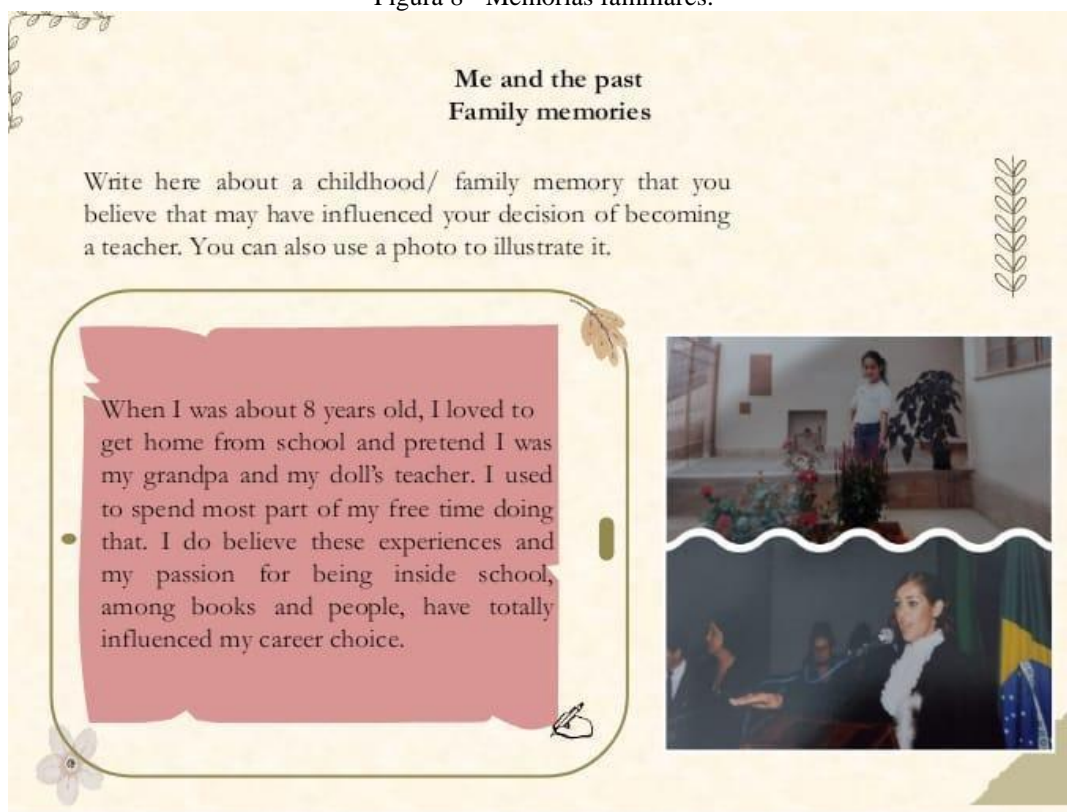 Figura 8 - Memórias familiares.
Me and the past
Family memories
Write here about a childhood/ family memory that you
believe that may have influenced your decision of becoming
a teacher. You can also use a photo to illustrate it.
When I was about 8 years old, I loved to
get home from school and pretend I was
my grandpa and my doll's teacher. I used
to spend most part of my free time doing
that. I do believe these experiences and
my passion for being inside school,
among books and people, have totally
influenced my career choice.